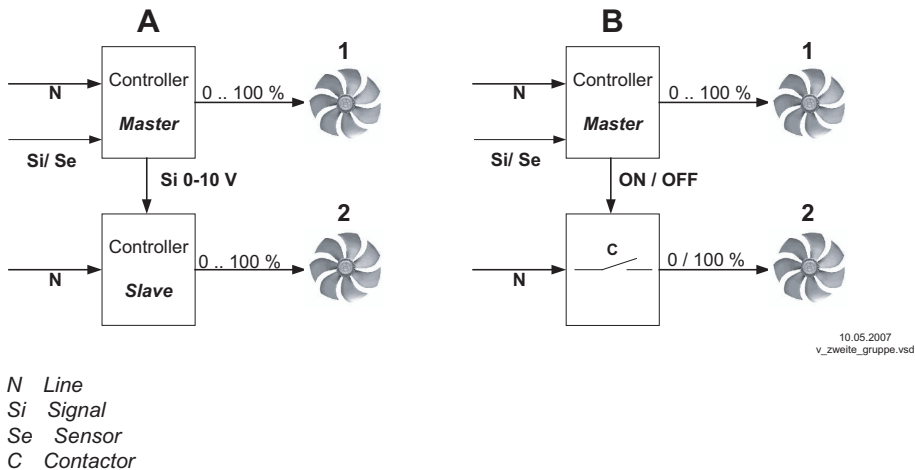 A
B
1
1
Controller
Master
0 .. 100 %
N
Si/ Se
Controller
Master
0 .. 100 %
N
Si/ Se
Si 0-10 V
ON / OFF
2
2
Controller
Slave
0 .. 100 %
N
C
0 / 100 %
N
10.05.2007
v_zweite_gruppe.vsd
N Line
Si Signal
Se Sensor
C Contactor